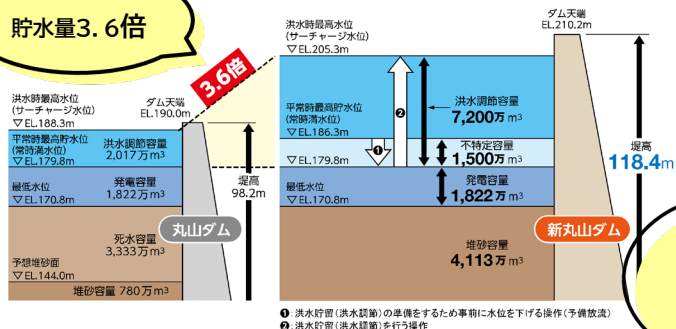 貯水量3.6倍
洪水時最高水位
(サーチャージ水位)
▽EL.188.3m
平常時最高貯水位
(常時満水位)
▽EL.179.8m
最低水位
▽EL.170.8m
予想堆砂面
▽EL.144.0m
ダム天端
EL.190.0m
洪水調節容量
2,017万m3
発電容量
1,822万m3
死水容量
3,333万m3
堆砂容量 780万m3
丸山ダム
堤高
98.2m
3.6倍
洪水時最高水位
(サーチャージ水位)
▽EL.205.3m
平常時最高貯水位
(常時満水位)
▽EL.186.3m
▽EL.179.8m
最低水位
▽EL.170.8m
❶
❷
洪水調節容量
7,200万m3
不特定容量
1,500万m3
発電容量
1,822万m3
堆砂容量
4,113万m3
ダム天端
EL.210.2m
新丸山ダム
堤高
118.4m
❶:洪水貯留(洪水調節)の準備をするため事前に水位を下げる操作(予備放流)
❷:洪水貯留(洪水調節)を行う操作